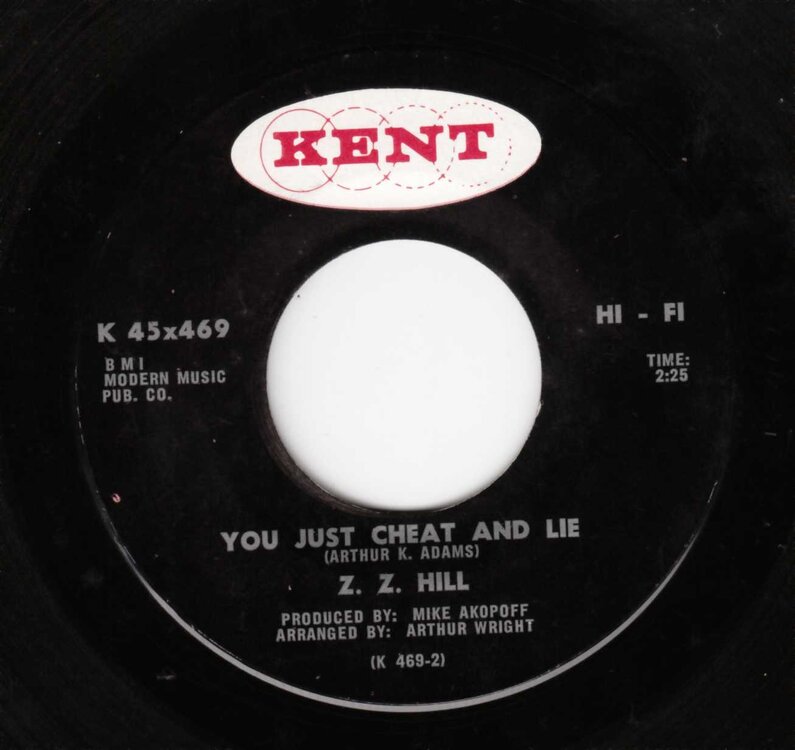 KENT
K 45x469
HI - FI
B M I
MODERN MUSIC
PUB. CO.
TIME:
2:25
YOU JUST CHEAT AND LIE
(ARTHUR K. ADAMS)
Z. Z. HILL
PRODUCED BY: MIKE AKOPOFF
ARRANGED BY: ARTHUR WRIGHT
(K 469-2)